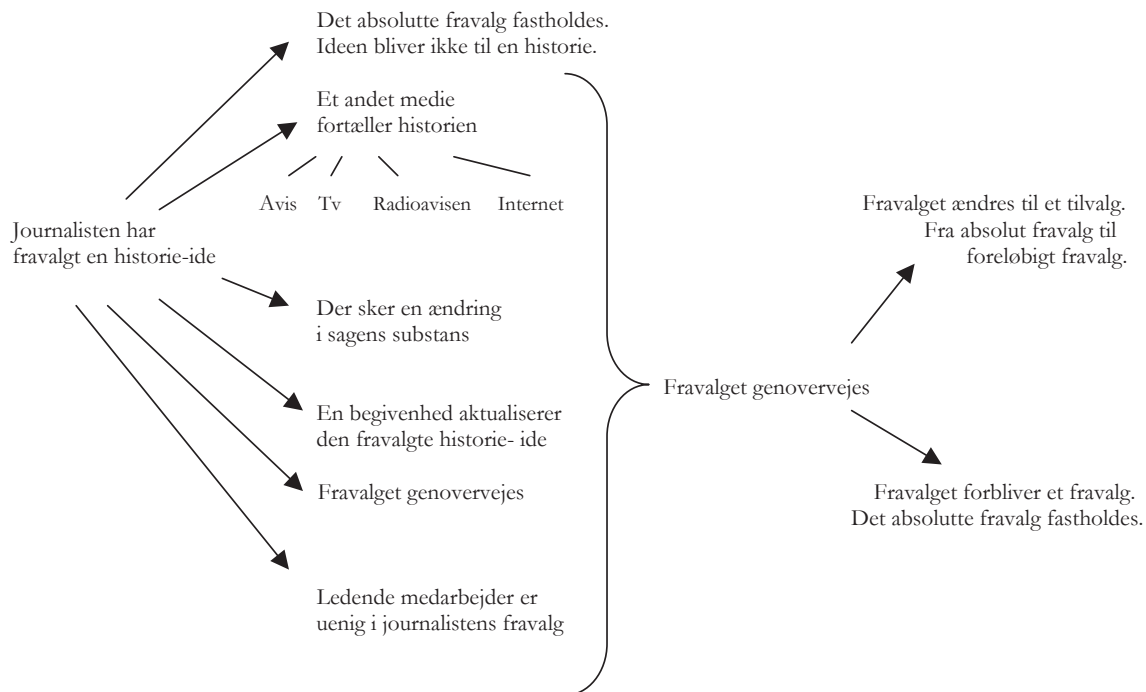 Det absolutte fravalg fastholdes.
Ideen bliver ikke til en historie.
Et andet medie
fortæller historien
Avis Tv Radioavisen Internet
Journalisten har
fravalgt en historie-ide
Der sker en ændring
i sagens substans
En begivenhed aktualiserer
den fravalgte historie- ide
Fravalget genovervejes
Ledende medarbejder er
uenig i journalistens fravalg
Fravalget genovervejes
Fravalget ændres til et tilvalg.
Fra absolut fravalg til
foreløbigt fravalg.
Fravalget forbliver et fravalg.
Det absolutte fravalg fastholdes.